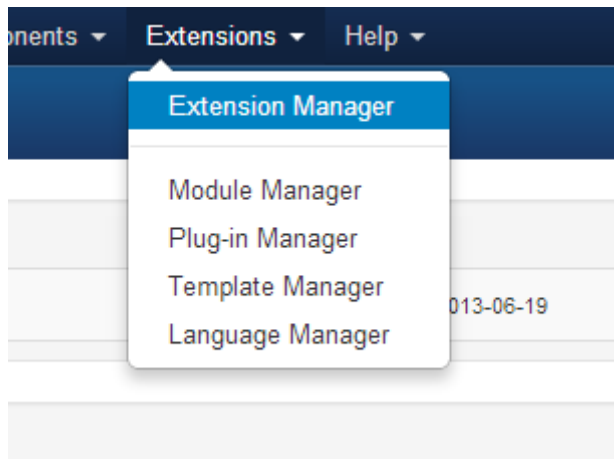 onents Extensions Help
Extension Manager
Module Manager
Plug-in Manager
Template Manager
013-06-19
Language Manager